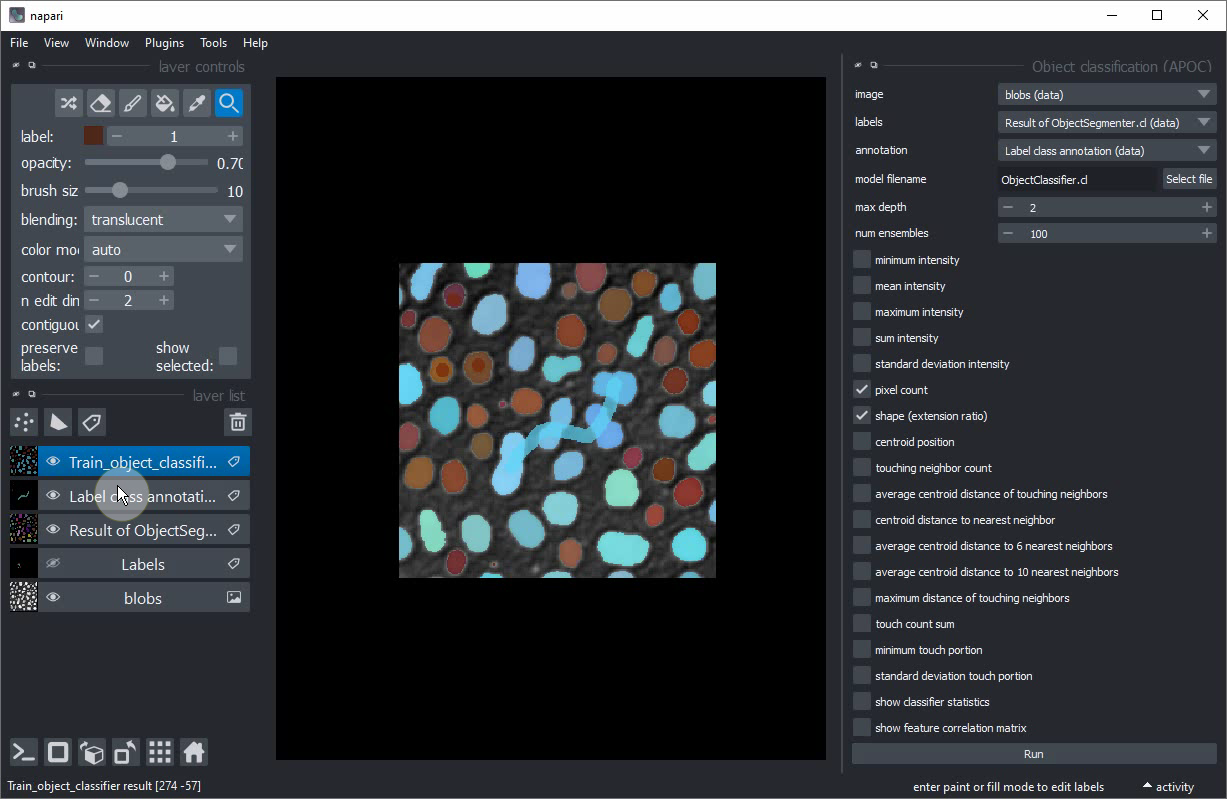 napari
File View Window Plugins Tools Help
layer controls
label: 1
opacity: 0.70
brush siz 10
blending: translucent
color mo auto
contour: 0
n edit din 2
contiguou
preserve labels:
show selected:
layer list
Train_object_classifi...
Label class annotati...
Result of ObjectSeg...
Labels
blobs
Object classification (APOC)
image blobs (data)
labels Result of ObjectSegmenter.cl (data)
annotation Label class annotation (data)
model filename ObjectClassifier.cl Select file
max depth 2
num ensembles 100
minimum intensity
mean intensity
maximum intensity
sum intensity
standard deviation intensity
pixel count
shape (extension ratio)
centroid position
touching neighbor count
average centroid distance of touching neighbors
centroid distance to nearest neighbor
average centroid distance to 6 nearest neighbors
average centroid distance to 10 nearest neighbors
maximum distance of touching neighbors
touch count sum
minimum touch portion
standard deviation touch portion
show classifier statistics
show feature correlation matrix
Run
Train_object_classifier result [274 -57]
enter paint or fill mode to edit labels
activity